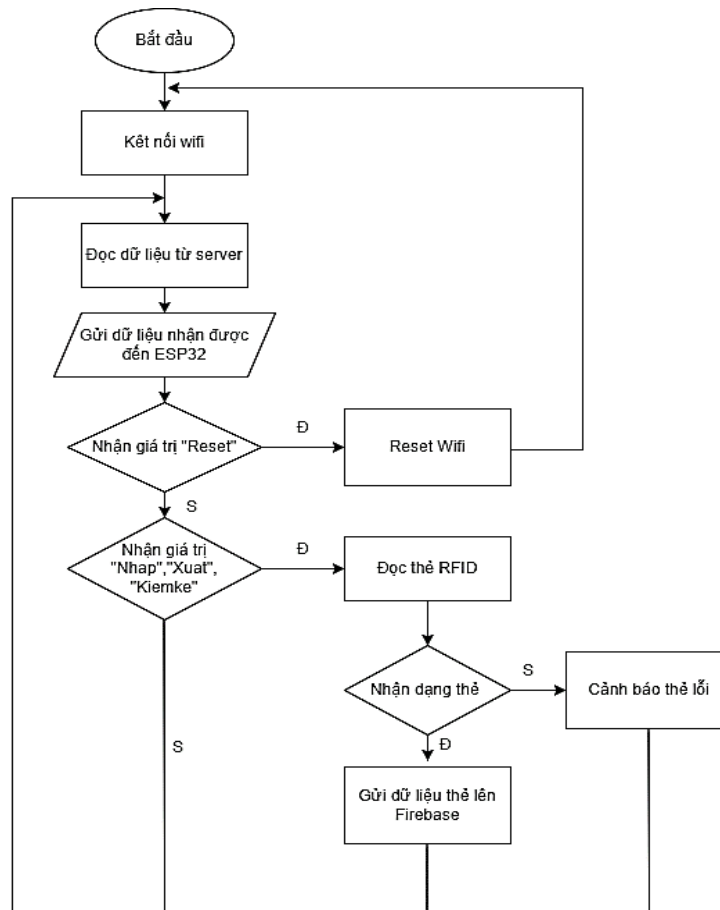 Bắt đầu
Kết nối wifi
Đọc dữ liệu từ server
Gửi dữ liệu nhận được
đến ESP32
Nhận giá trị "Reset"
Đ
Reset Wifi
S
Nhận giá trị
"Nhap","Xuat",
"Kiemke"
Đ
Đọc thẻ RFID
Nhận dạng thẻ
S
Cảnh báo thẻ lỗi
S
Đ
Gửi dữ liệu thẻ lên
Firebase